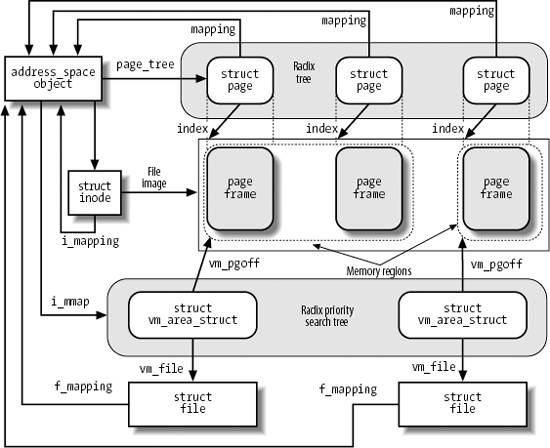 mapping
mapping
mapping
address_space
object
page_tree
Radix
tree
struct
page
struct
page
struct
page
index
index
index
struct
inode
File
image
page
frame
page
frame
page
frame
i_mapping
vm_pgoff
Memory regions
vm_pgoff
i_mmap
struct
vm_area_struct
Radix priority
search tree
struct
vm_area_struct
vm_file
vm_file
f_mapping
struct
file
f_mapping
struct
file